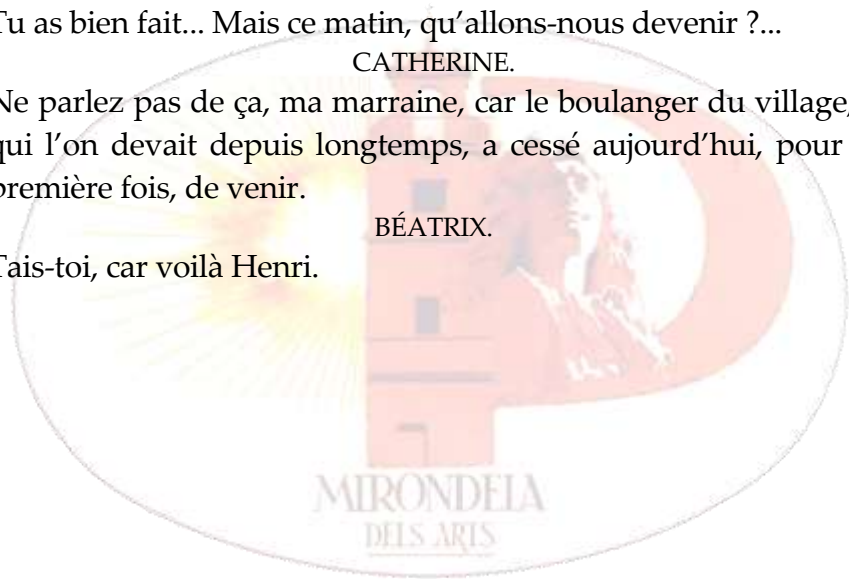 Tu as bien fait... Mais ce matin, qu’allons-nous devenir ?...
CATHERINE.
Ne parlez pas de ça, ma marraine, car le boulanger du village,
qui l’on devait depuis longtemps, a cessé aujourd’hui, pour
première fois, de venir.
BÉATRIX.
Tais-toi, car voilà Henri.
MIRONDELA
DELS ARTS